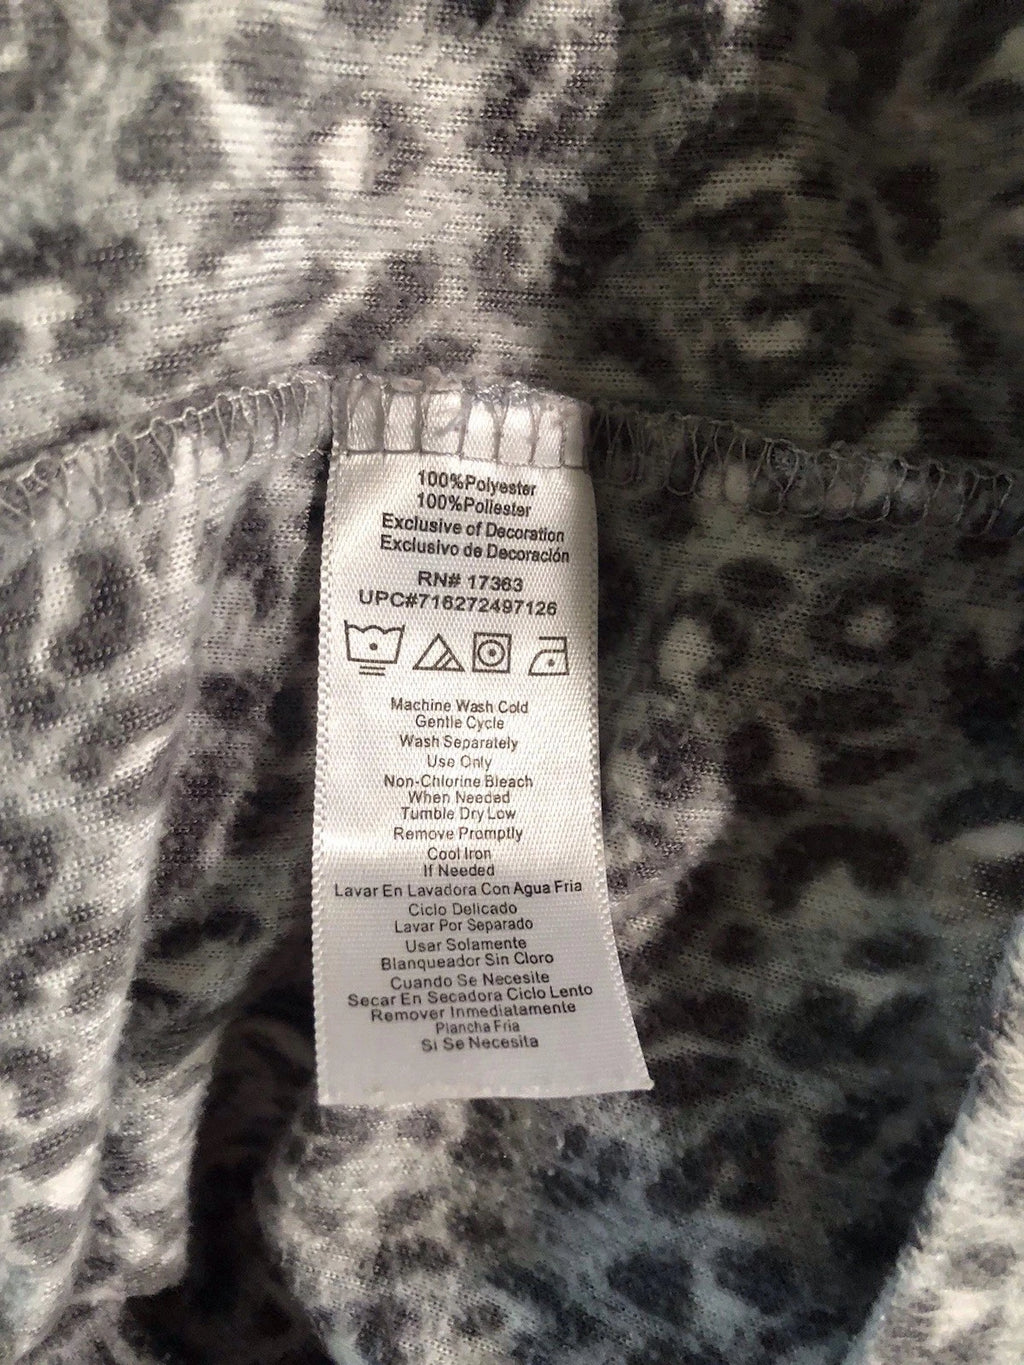 100%Polyester
100%Poliester
Exclusive of Decoration
Exclusivo de Decoración
RN# 17363
UPC#716272497126
Machine Wash Cold
Gentle Cycle
Wash Separately
Use Only
Non-Chlorine Bleach
When Needed
Tumble Dry Low
Remove Promptly
Cool Iron
If Needed
Lavar En Lavadora Con Agua Fria
Ciclo Delicado
Lavar Por Separado
Usar Solamente
Blanqueador Sin Cloro
Cuando Se Necesite
Secar En Secadora Ciclo Lento
Remover Inmediatamente
Plancha Fria
Si Se Necesita